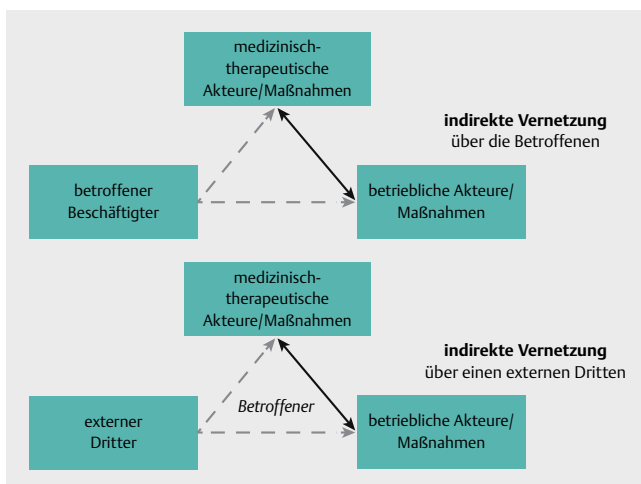 medizinisch-
therapeutische
Akteure/Maßnahmen
indirekte Vernetzung
über die Betroffenen
betroffener
Beschäftigter
betriebliche Akteure/
Maßnahmen
medizinisch-
therapeutische
Akteure/Maßnahmen
indirekte Vernetzung
über einen externen Dritten
Betroffener
externer
Dritter
betriebliche Akteure/
Maßnahmen